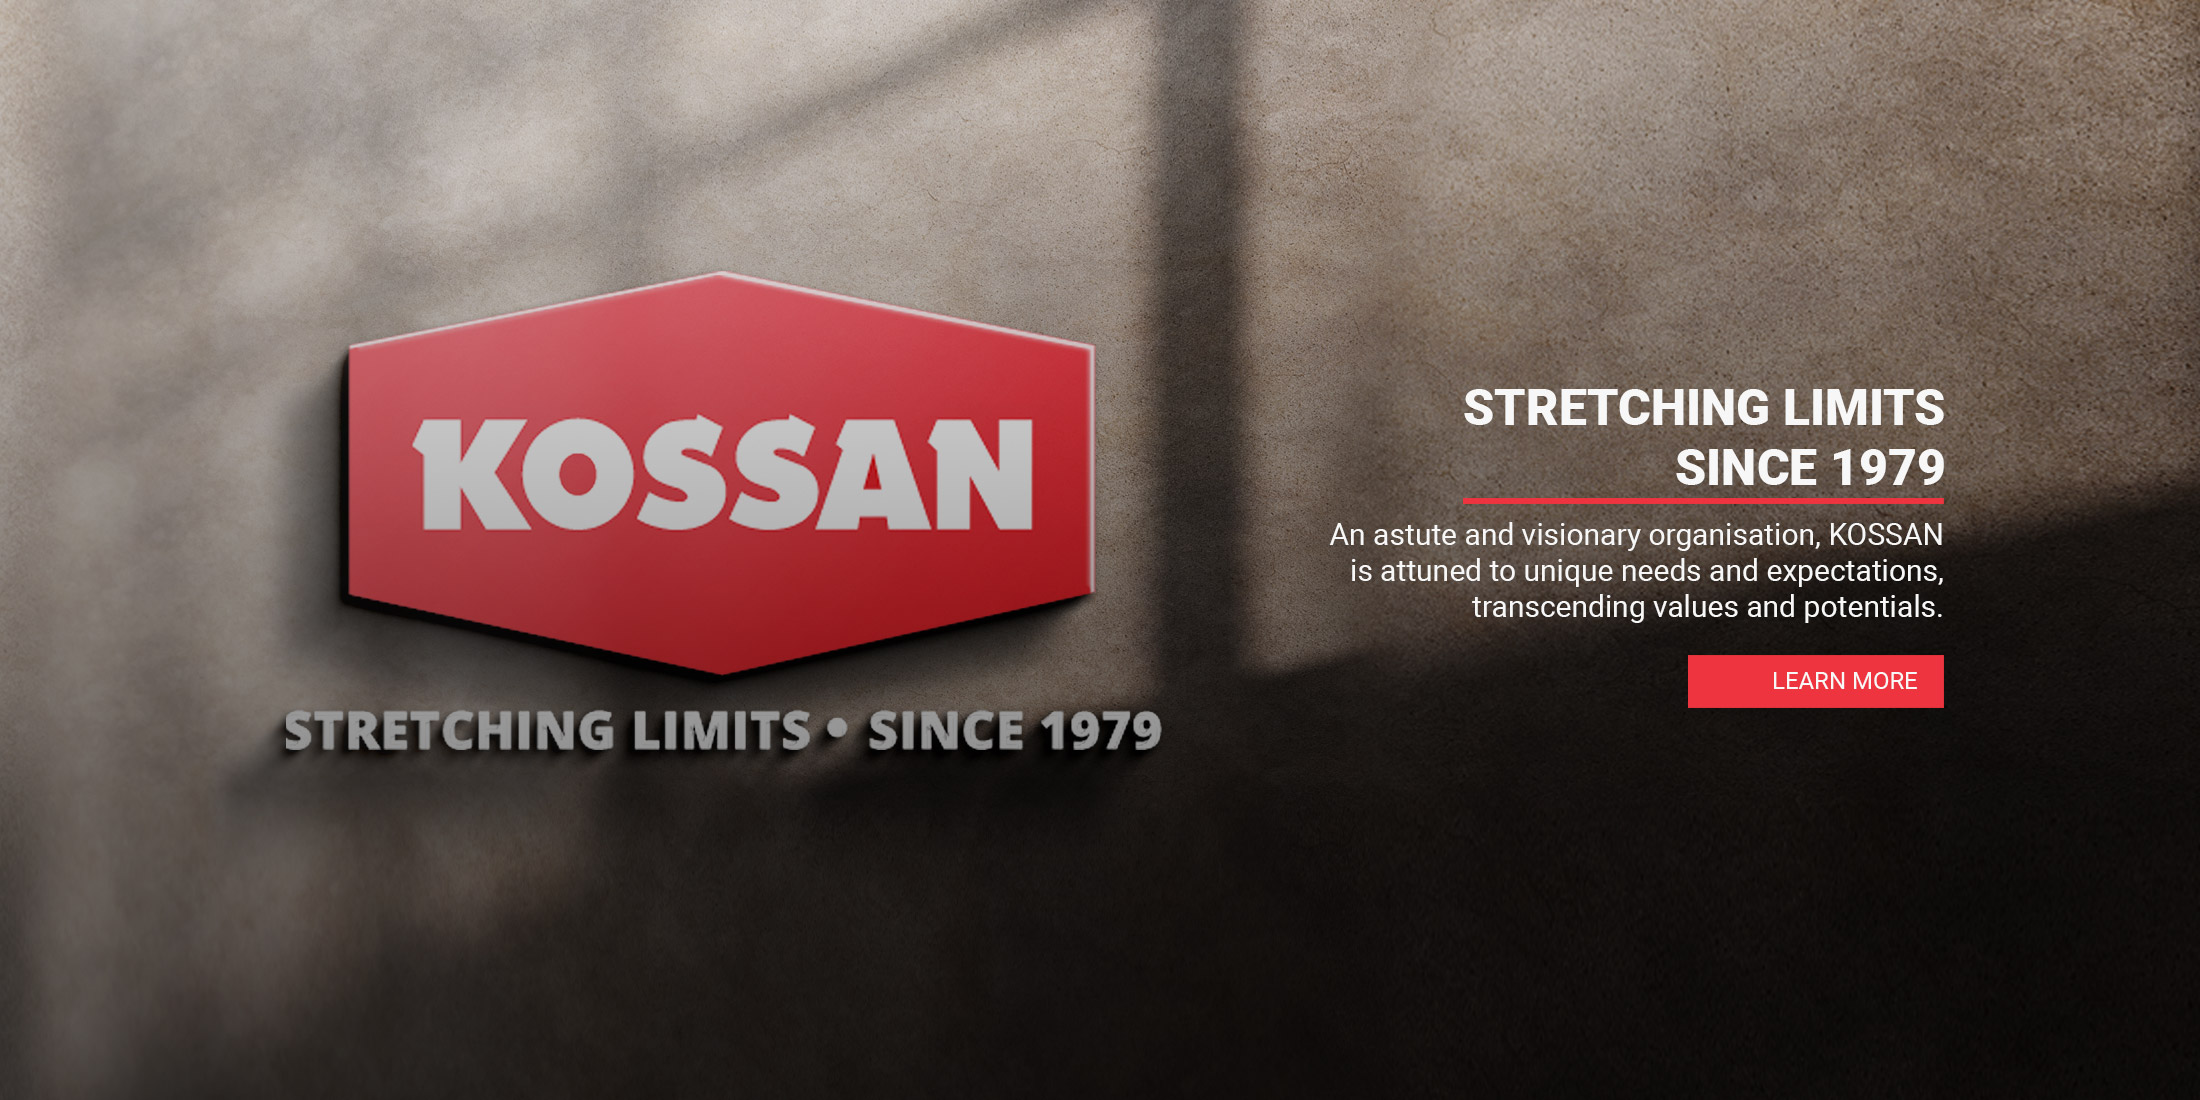 KOSSAN
STRETCHING LIMITS • SINCE 1979
STRETCHING LIMITS
SINCE 1979
An astute and visionary organisation, KOSSAN
is attuned to unique needs and expectations,
transcending values and potentials.
LEARN MORE